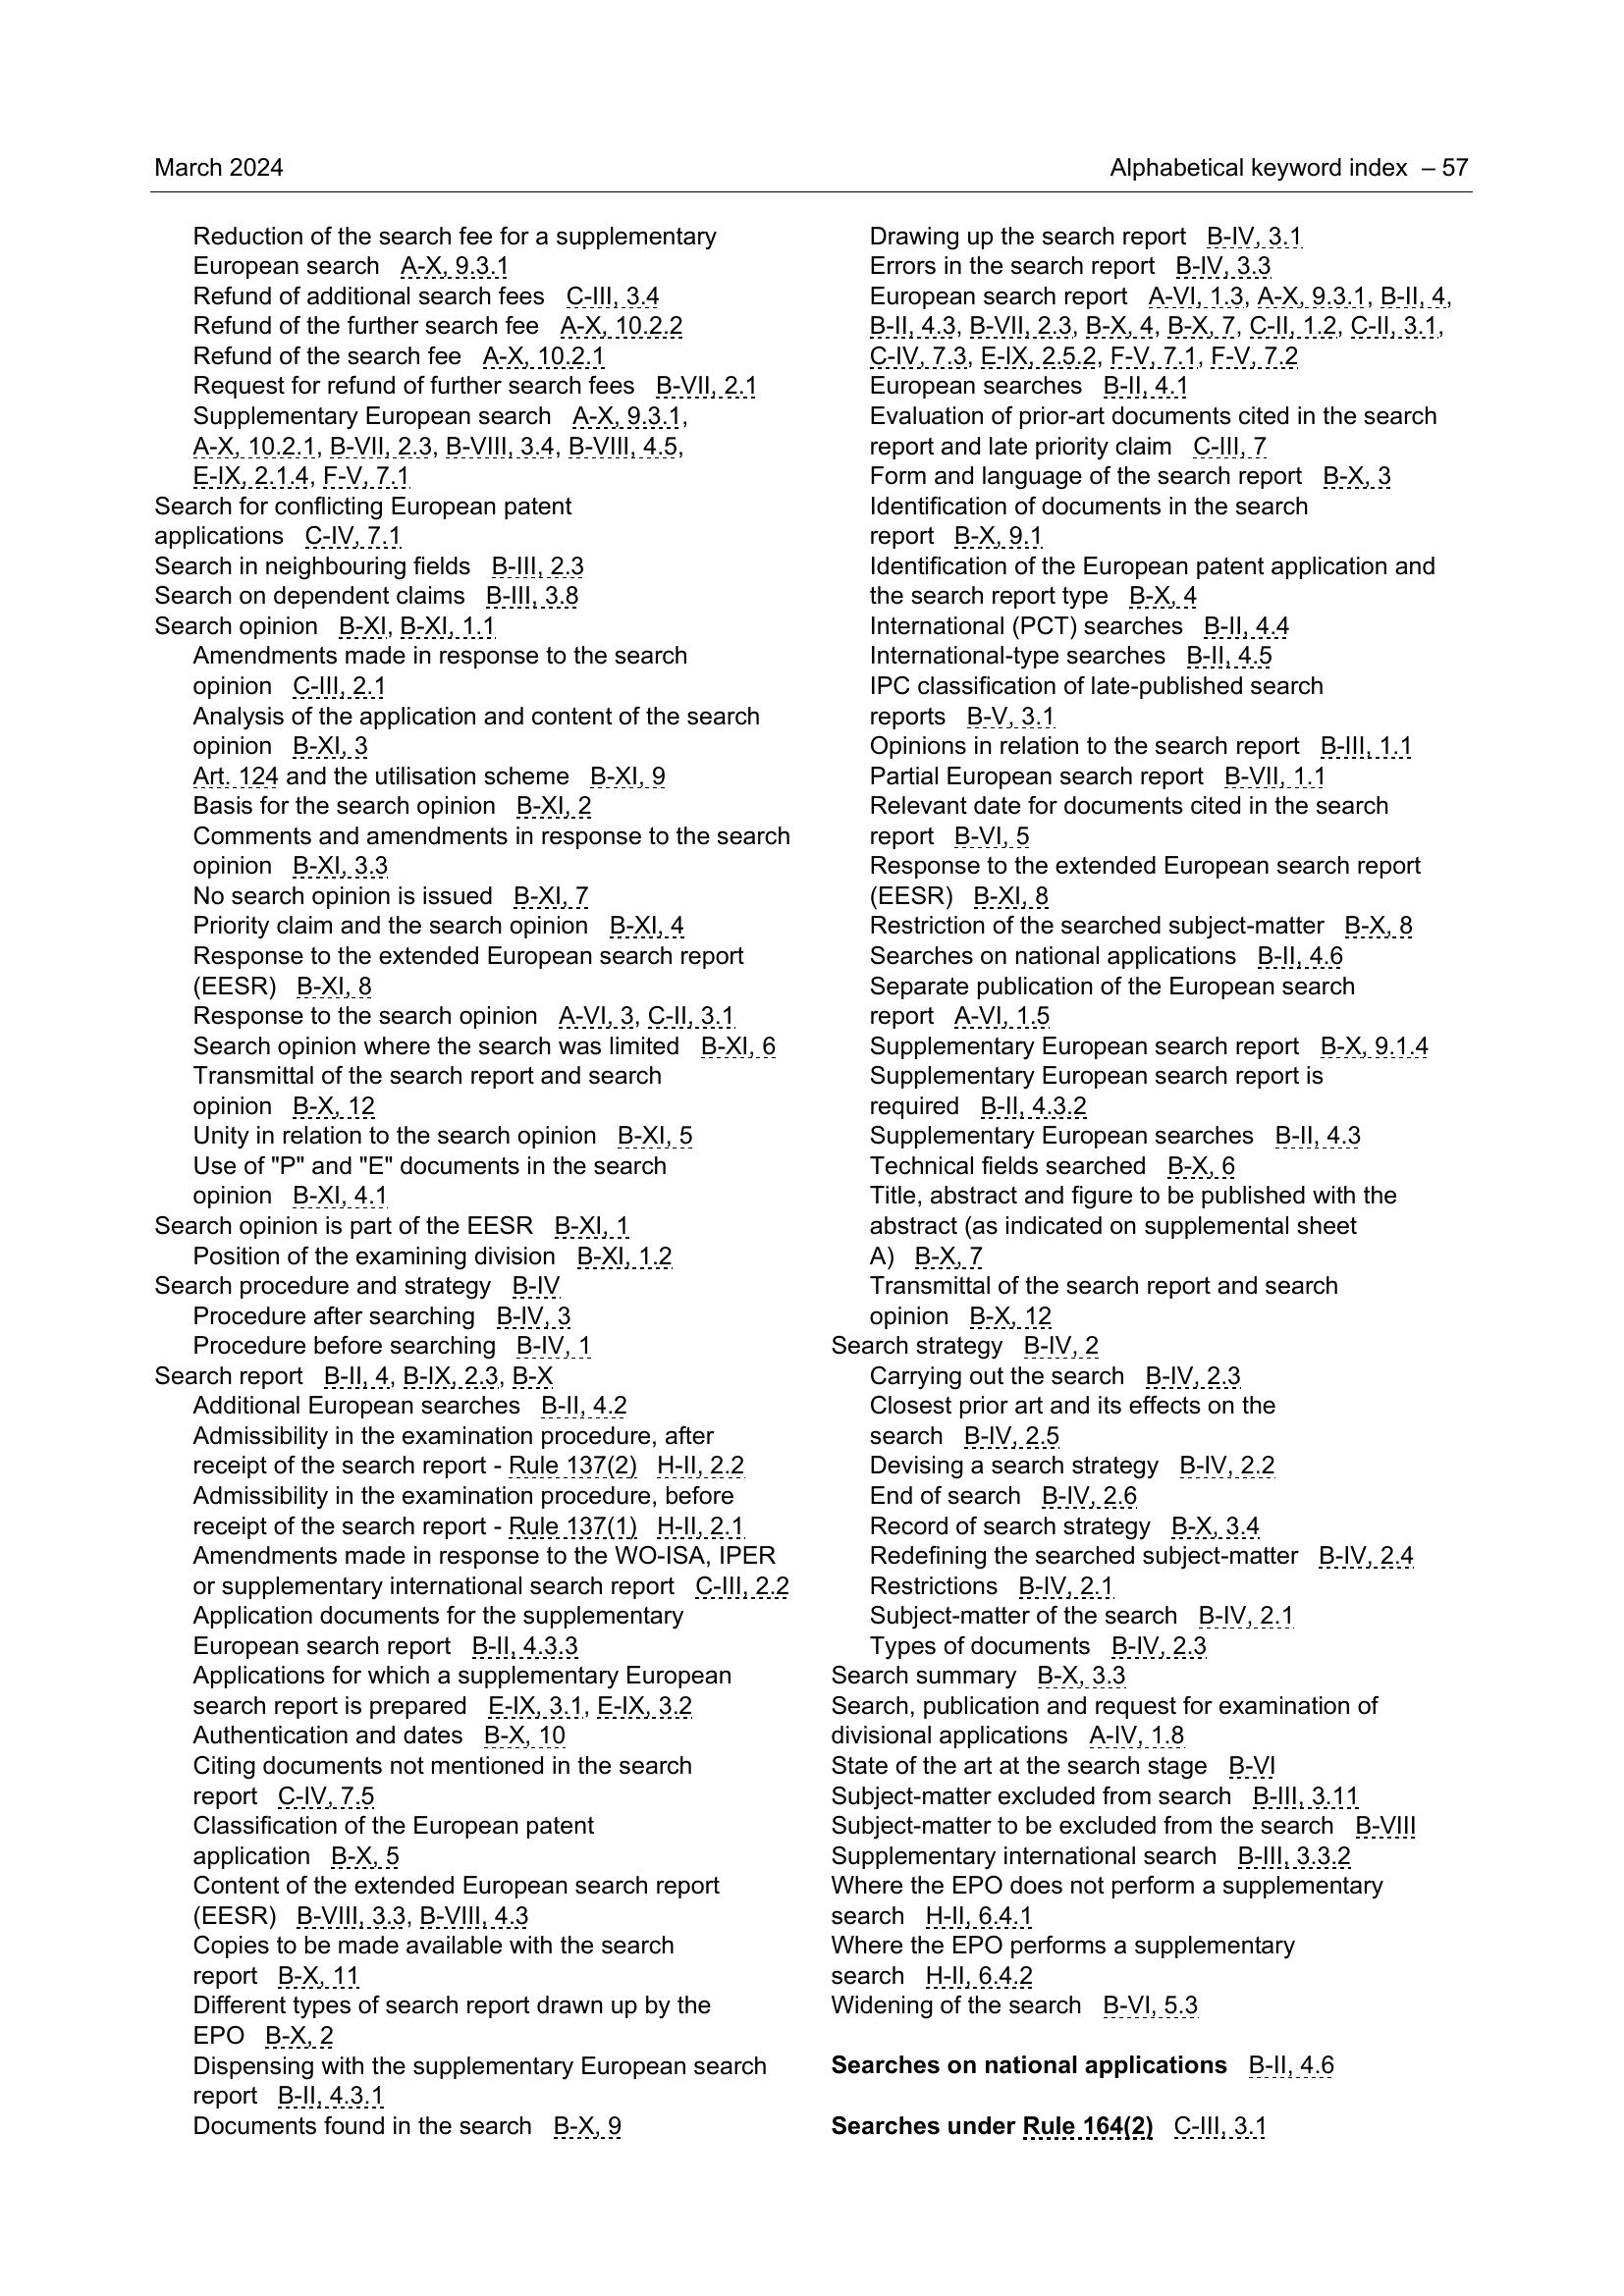 March 2024
Alphabetical keyword index – 57
Reduction of the search fee for a supplementary
European search A-X, 9.3.1
Refund of additional search fees C-III, 3.4
Refund of the further search fee A-X, 10.2.2
Refund of the search fee A-X, 10.2.1
Request for refund of further search fees B-VII, 2.1
Supplementary European search A-X, 9.3.1,
A-X, 10.2.1, B-VII, 2.3, B-VIII, 3.4, B-VIII, 4.5,
E-IX, 2.1.4, F-V, 7.1
Search for conflicting European patent
applications C-IV, 7.1
Search in neighbouring fields B-III, 2.3
Search on dependent claims B-III, 3.8
Search opinion B-XI, B-XI, 1.1
Amendments made in response to the search
opinion C-III, 2.1
Analysis of the application and content of the search
opinion B-XI, 3
Art. 124 and the utilisation scheme B-XI, 9
Basis for the search opinion B-XI, 2
Comments and amendments in response to the search
opinion B-XI, 3.3
No search opinion is issued B-XI, 7
Priority claim and the search opinion B-XI, 4
Response to the extended European search report
(EESR) B-XI, 8
Response to the search opinion A-VI, 3, C-II, 3.1
Search opinion where the search was limited B-XI, 6
Transmittal of the search report and search
opinion B-X, 12
Unity in relation to the search opinion B-XI, 5
Use of "P" and "E" documents in the search
opinion B-XI, 4.1
Search opinion is part of the EESR B-XI, 1
Position of the examining division B-XI, 1.2
Search procedure and strategy B-IV
Procedure after searching B-IV, 3
Procedure before searching B-IV, 1
Search report B-II, 4, B-IX, 2.3, B-X
Additional European searches B-II, 4.2
Admissibility in the examination procedure, after
receipt of the search report - Rule 137(2) H-II, 2.2
Admissibility in the examination procedure, before
receipt of the search report - Rule 137(1) H-II, 2.1
Amendments made in response to the WO-ISA, IPER
or supplementary international search report C-III, 2.2
Application documents for the supplementary
European search report B-II, 4.3.3
Applications for which a supplementary European
search report is prepared E-IX, 3.1, E-IX, 3.2
Authentication and dates B-X, 10
Citing documents not mentioned in the search
report C-IV, 7.5
Classification of the European patent
application B-X, 5
Content of the extended European search report
(EESR) B-VIII, 3.3, B-VIII, 4.3
Copies to be made available with the search
report B-X, 11
Different types of search report drawn up by the
EPO B-X, 2
Dispensing with the supplementary European search
report B-II, 4.3.1
Documents found in the search B-X, 9
Drawing up the search report B-IV, 3.1
Errors in the search report B-IV, 3.3
European search report A-VI, 1.3, A-X, 9.3.1, B-II, 4,
B-II, 4.3, B-VII, 2.3, B-X, 4, B-X, 7, C-II, 1.2, C-II, 3.1,
C-IV, 7.3, E-IX, 2.5.2, F-V, 7.1, F-V, 7.2
European searches B-II, 4.1
Evaluation of prior-art documents cited in the search
report and late priority claim C-III, 7
Form and language of the search report B-X, 3
Identification of documents in the search
report B-X, 9.1
Identification of the European patent application and
the search report type B-X, 4
International (PCT) searches B-II, 4.4
International-type searches B-II, 4.5
IPC classification of late-published search
reports B-V, 3.1
Opinions in relation to the search report B-III, 1.1
Partial European search report B-VII, 1.1
Relevant date for documents cited in the search
report B-VI, 5
Response to the extended European search report
(EESR) B-XI, 8
Restriction of the searched subject-matter B-X, 8
Searches on national applications B-II, 4.6
Separate publication of the European search
report A-VI, 1.5
Supplementary European search report B-X, 9.1.4
Supplementary European search report is
required B-II, 4.3.2
Supplementary European searches B-II, 4.3
Technical fields searched B-X, 6
Title, abstract and figure to be published with the
abstract (as indicated on supplemental sheet
A) B-X, 7
Transmittal of the search report and search
opinion B-X, 12
Search strategy B-IV, 2
Carrying out the search B-IV, 2.3
Closest prior art and its effects on the
search B-IV, 2.5
Devising a search strategy B-IV, 2.2
End of search B-IV, 2.6
Record of search strategy B-X, 3.4
Redefining the searched subject-matter B-IV, 2.4
Restrictions B-IV, 2.1
Subject-matter of the search B-IV, 2.1
Types of documents B-IV, 2.3
Search summary B-X, 3.3
Search, publication and request for examination of
divisional applications A-IV, 1.8
State of the art at the search stage B-VI
Subject-matter excluded from search B-III, 3.11
Subject-matter to be excluded from the search B-VIII
Supplementary international search B-III, 3.3.2
Where the EPO does not perform a supplementary
search H-II, 6.4.1
Where the EPO performs a supplementary
search H-II, 6.4.2
Widening of the search B-VI, 5.3
Searches on national applications B-II, 4.6
Searches under Rule 164(2) C-III, 3.1